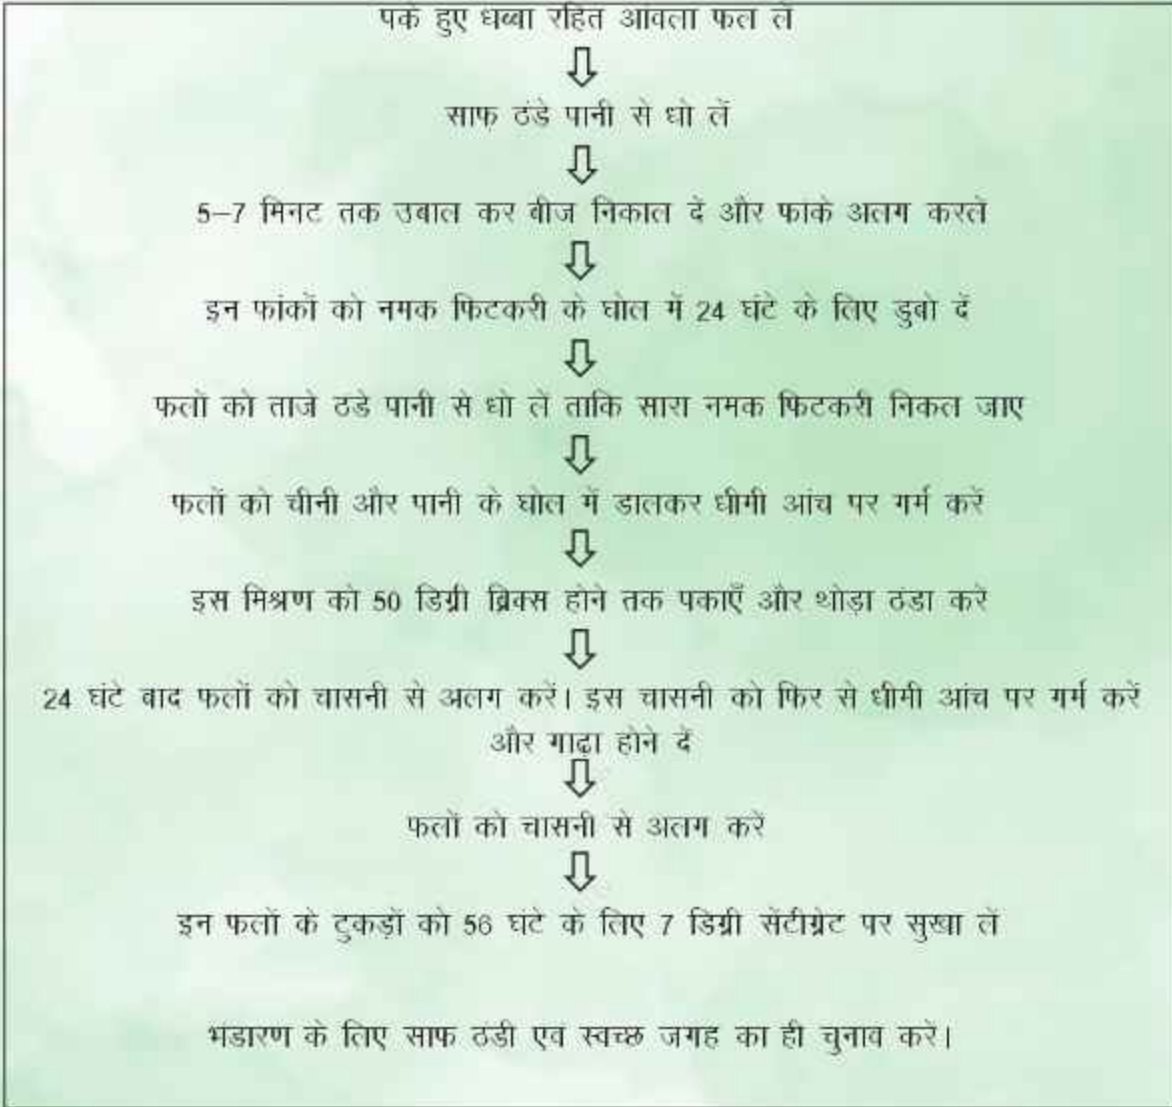 पके हुए धब्बा रहित आंवला फल लें
साफ ठंडे पानी से धो लें
5–7 मिनट तक उबाल कर बीज निकाल दें और फांके अलग करलें
इन फांकों को नमक फिटकरी के घोल में 24 घंटे के लिए डुबो दें
फलों को ताजे ठडे पानी से धो लें ताकि सारा नमक फिटकरी निकल जाए
फलों को चीनी और पानी के घोल में डालकर धीमी आंच पर गर्म करें
इस मिश्रण को 50 डिग्री ब्रिक्स होने तक पकाएँ और थोड़ा ठंडा करें
24 घंटे बाद फलों को चासनी से अलग करें। इस चासनी को फिर से धीमी आंच पर गर्म करें
और गाढ़ा होने दें
फलों को चासनी से अलग करें
इन फलों के टुकड़ों को 56 घंटे के लिए 7 डिग्री सेंटीग्रेट पर सुखा लें
भंडारण के लिए साफ ठंडी एवं स्वच्छ जगह का ही चुनाव करें।